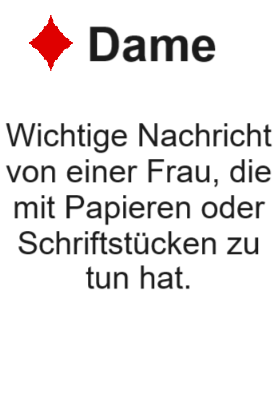 ♦ Dame
Wichtige Nachricht
von einer Frau, die
mit Papieren oder
Schriftstücken zu
tun hat.